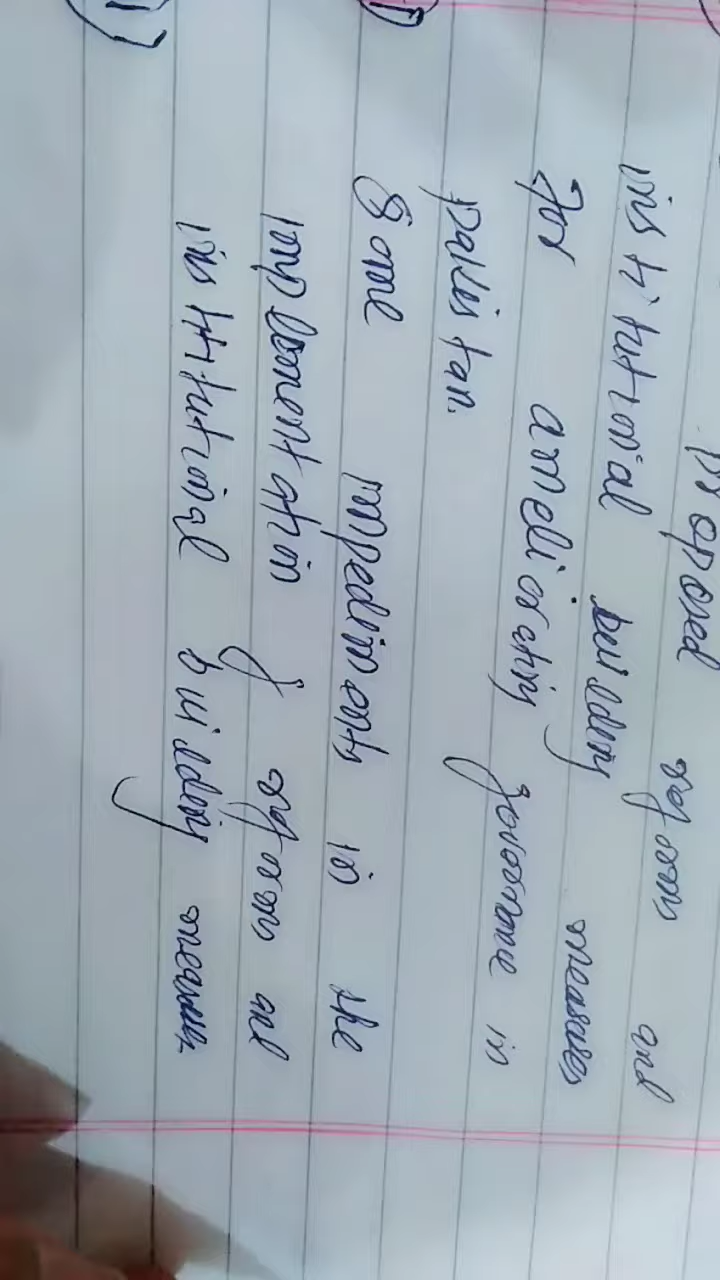 proposed reforms and
institutional building measures
for ameliorating governance in
pakistan.
Some impediments in the
implementation of reforms and
institutional building measures